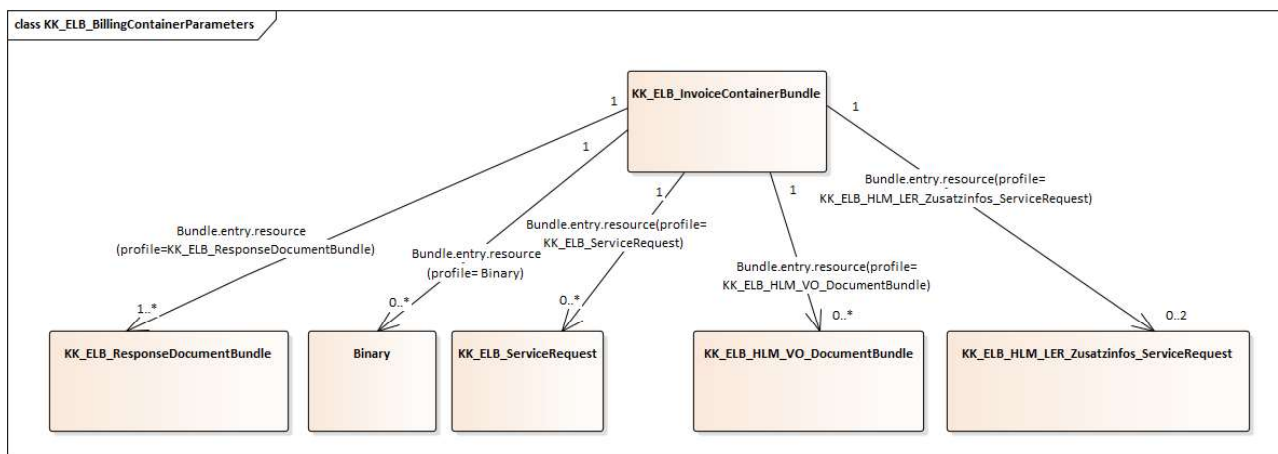 class KK_ELB_BillingContainerParameters
KK_ELB_InvoiceContainerBundle
1
1
1
1
1
Bundle.entry.resource(profile=
KK_ELB_HLM_LER_Zusatzinfos_ServiceRequest)
Bundle.entry.resource
(profile=KK_ELB_ResponseDocumentBundle)
Bundle.entry.resource(profile=
KK_ELB_ServiceRequest)
Bundle.entry.resource
(profile= Binary)
Bundle.entry.resource(profile=
KK_ELB_HLM_VO_DocumentBundle)
1..*
0..*
0..*
0..*
0..2
KK_ELB_ResponseDocumentBundle
Binary
KK_ELB_ServiceRequest
KK_ELB_HLM_VO_DocumentBundle
KK_ELB_HLM_LER_Zusatzinfos_ServiceRequest